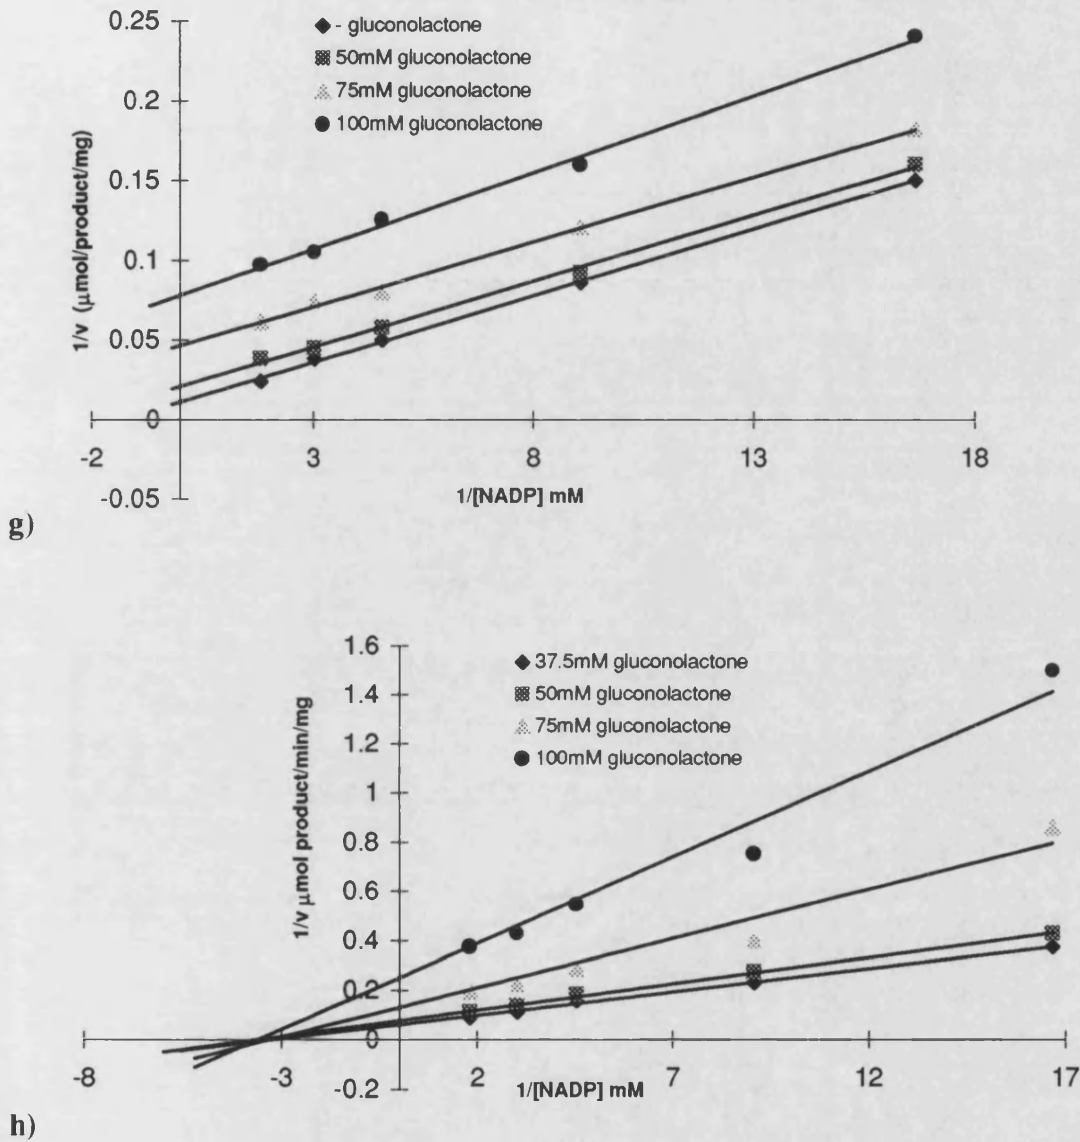 0.25
- gluconolactone
50mM gluconolactone
75mM gluconolactone
100mM gluconolactone
0.2
0.15
0.1
0.05
0
-0.05
1/v (μmol/product/mg)
-2
3
8
13
18
1/[NADP] mM
g)
1.6
37.5mM gluconolactone
50mM gluconolactone
75mM gluconolactone
100mM gluconolactone
1.4
1.2
1
0.8
0.6
0.4
0.2
0
-0.2
1/v μmol product/min/mg
-8
-3
2
7
12
17
1/[NADP] mM
h)